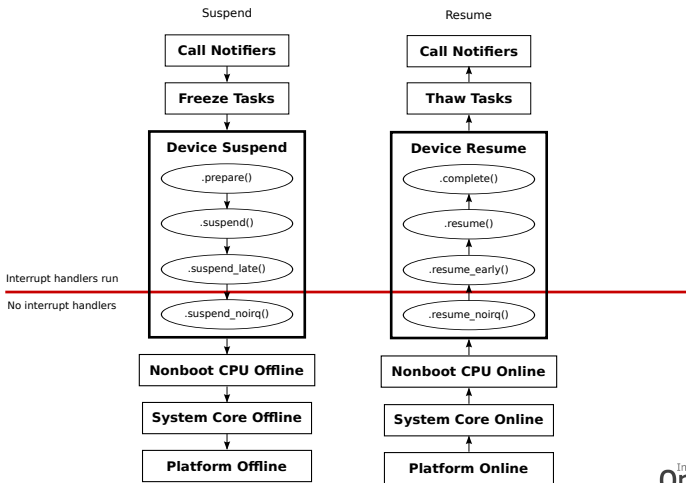 Suspend
Resume
Call Notifiers
Call Notifiers
Freeze Tasks
Thaw Tasks
Device Suspend
Device Resume
.prepare()
.complete()
.suspend()
.resume()
.suspend_late()
.resume_early()
Interrupt handlers run
No interrupt handlers
.suspend_noirq()
.resume_noirq()
Nonboot CPU Offline
Nonboot CPU Online
System Core Offline
System Core Online
Platform Offline
Platform Online